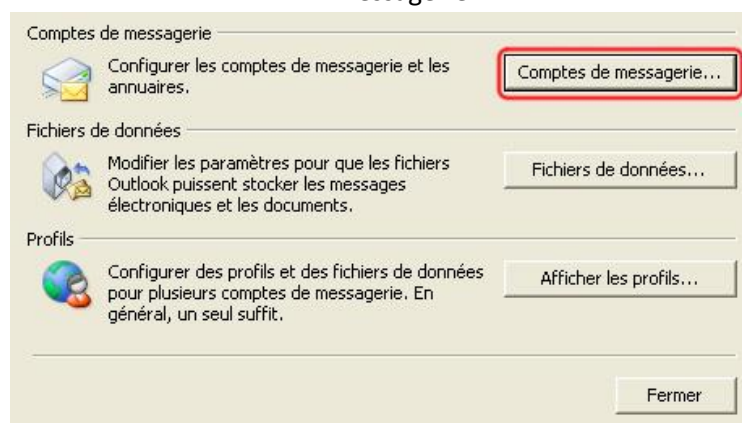 Comptes de messagerie
Configurer les comptes de messagerie et les
annuaires.
Comptes de messagerie...
Fichiers de données
Modifier les paramètres pour que les fichiers
Outlook puissent stocker les messages
électroniques et les documents.
Fichiers de données...
Profils
Configurer des profils et des fichiers de données
pour plusieurs comptes de messagerie. En
général, un seul suffit.
Afficher les profils...
Fermer